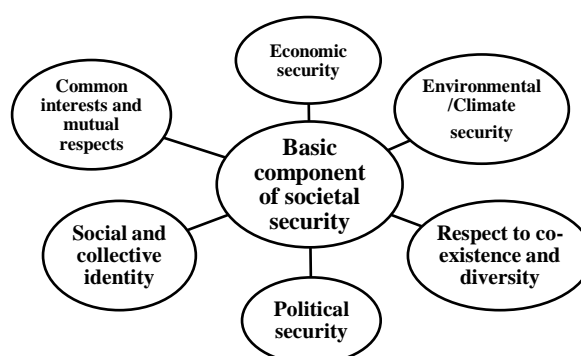 Economic
security
Common
interests and
mutual
respects
Environmental
/Climate
security
Basic
component
of societal
security
Social and
collective
identity
Respect to co-
existence and
diversity
Political
security